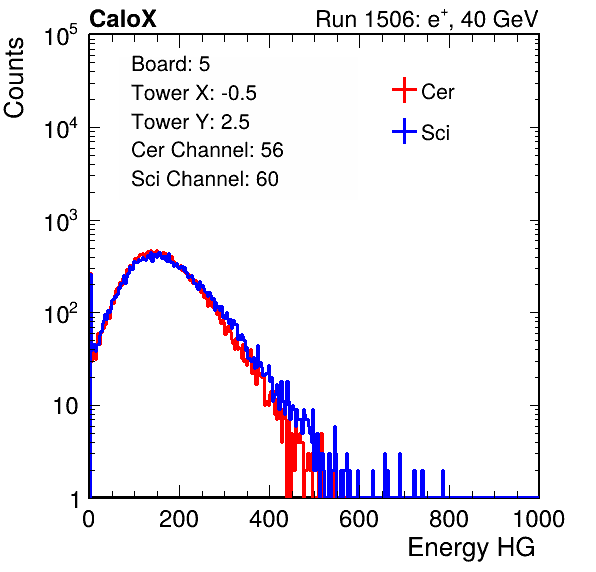 CaloX Run 1506: e⁺, 40 GeV
Counts
Board: 5
Tower X: -0.5
Tower Y: 2.5
Cer Channel: 56
Sci Channel: 60
Cer
Sci
10⁵
10⁴
10³
10²
10
1
0 200 400 600 800 1000
Energy HG